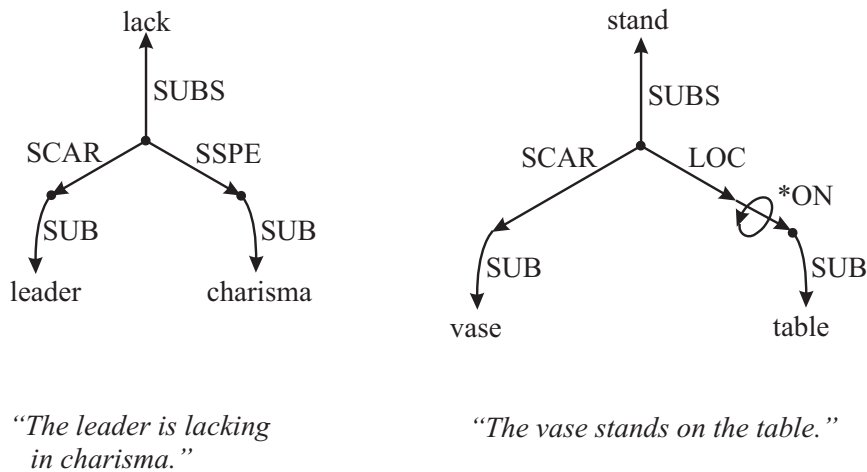 lack
SUBS
SCAR SSPE
SUB SUB
leader charisma
“The leader is lacking
in charisma.”
stand
SUBS
SCAR LOC
*ON
SUB SUB
vase table
“The vase stands on the table.”